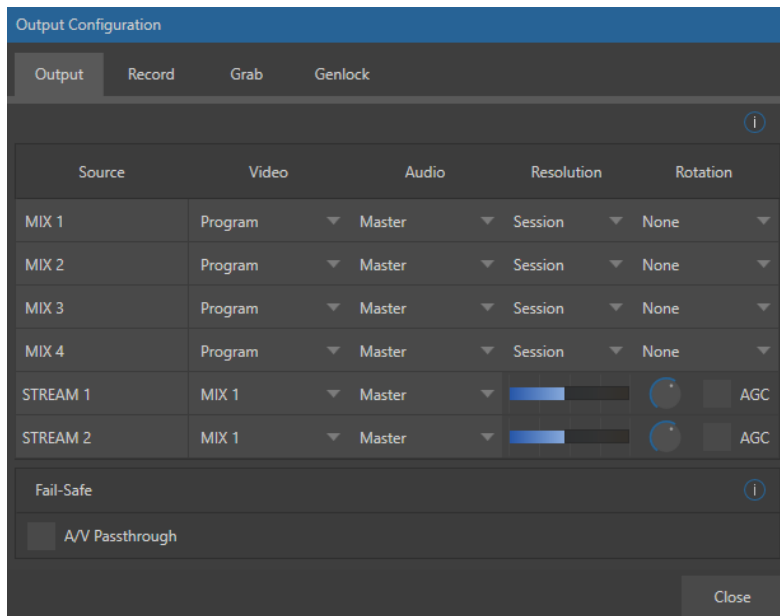 Output Configuration
Output Record Grab Genlock
Source Video Audio Resolution Rotation
MIX 1 Program Master Session None
MIX 2 Program Master Session None
MIX 3 Program Master Session None
MIX 4 Program Master Session None
STREAM 1 MIX 1 Master AGC
STREAM 2 MIX 1 Master AGC
Fail-Safe
A/V Passthrough
Close